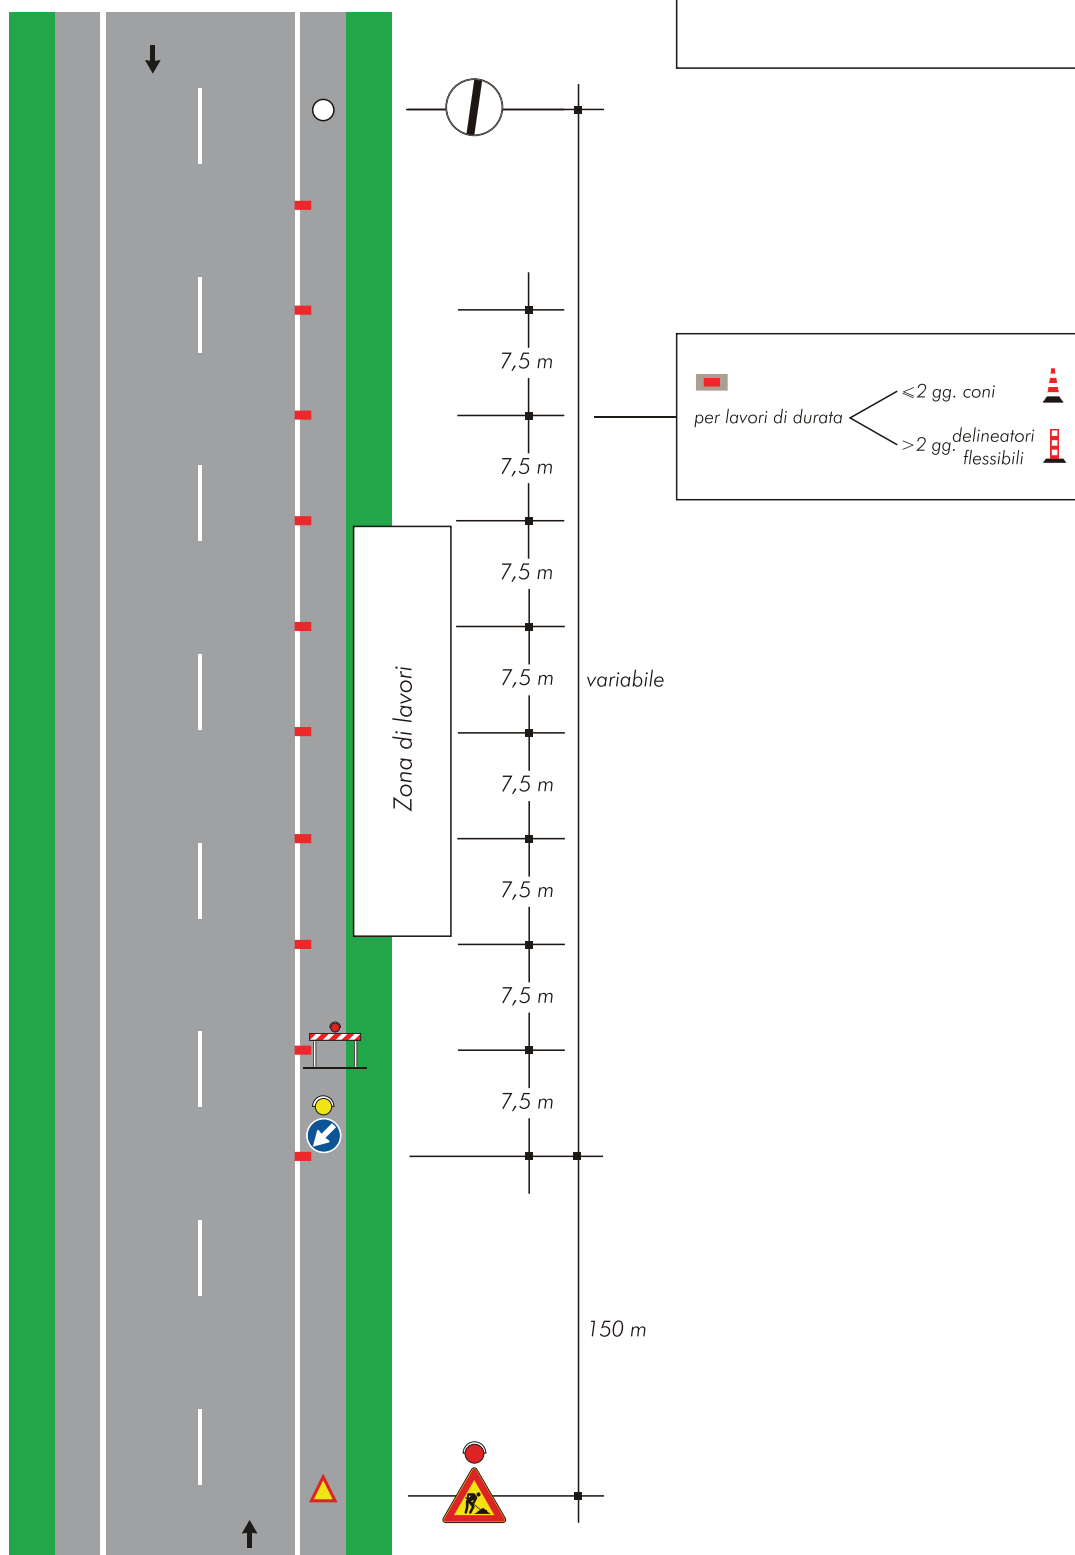 7,5 m
≤2 gg. coni
per lavori di durata
>2 gg.
delineatori
flessibili
7,5 m
7,5 m
7,5 m
variabile
Zona di lavori
7,5 m
7,5 m
7,5 m
7,5 m
150 m